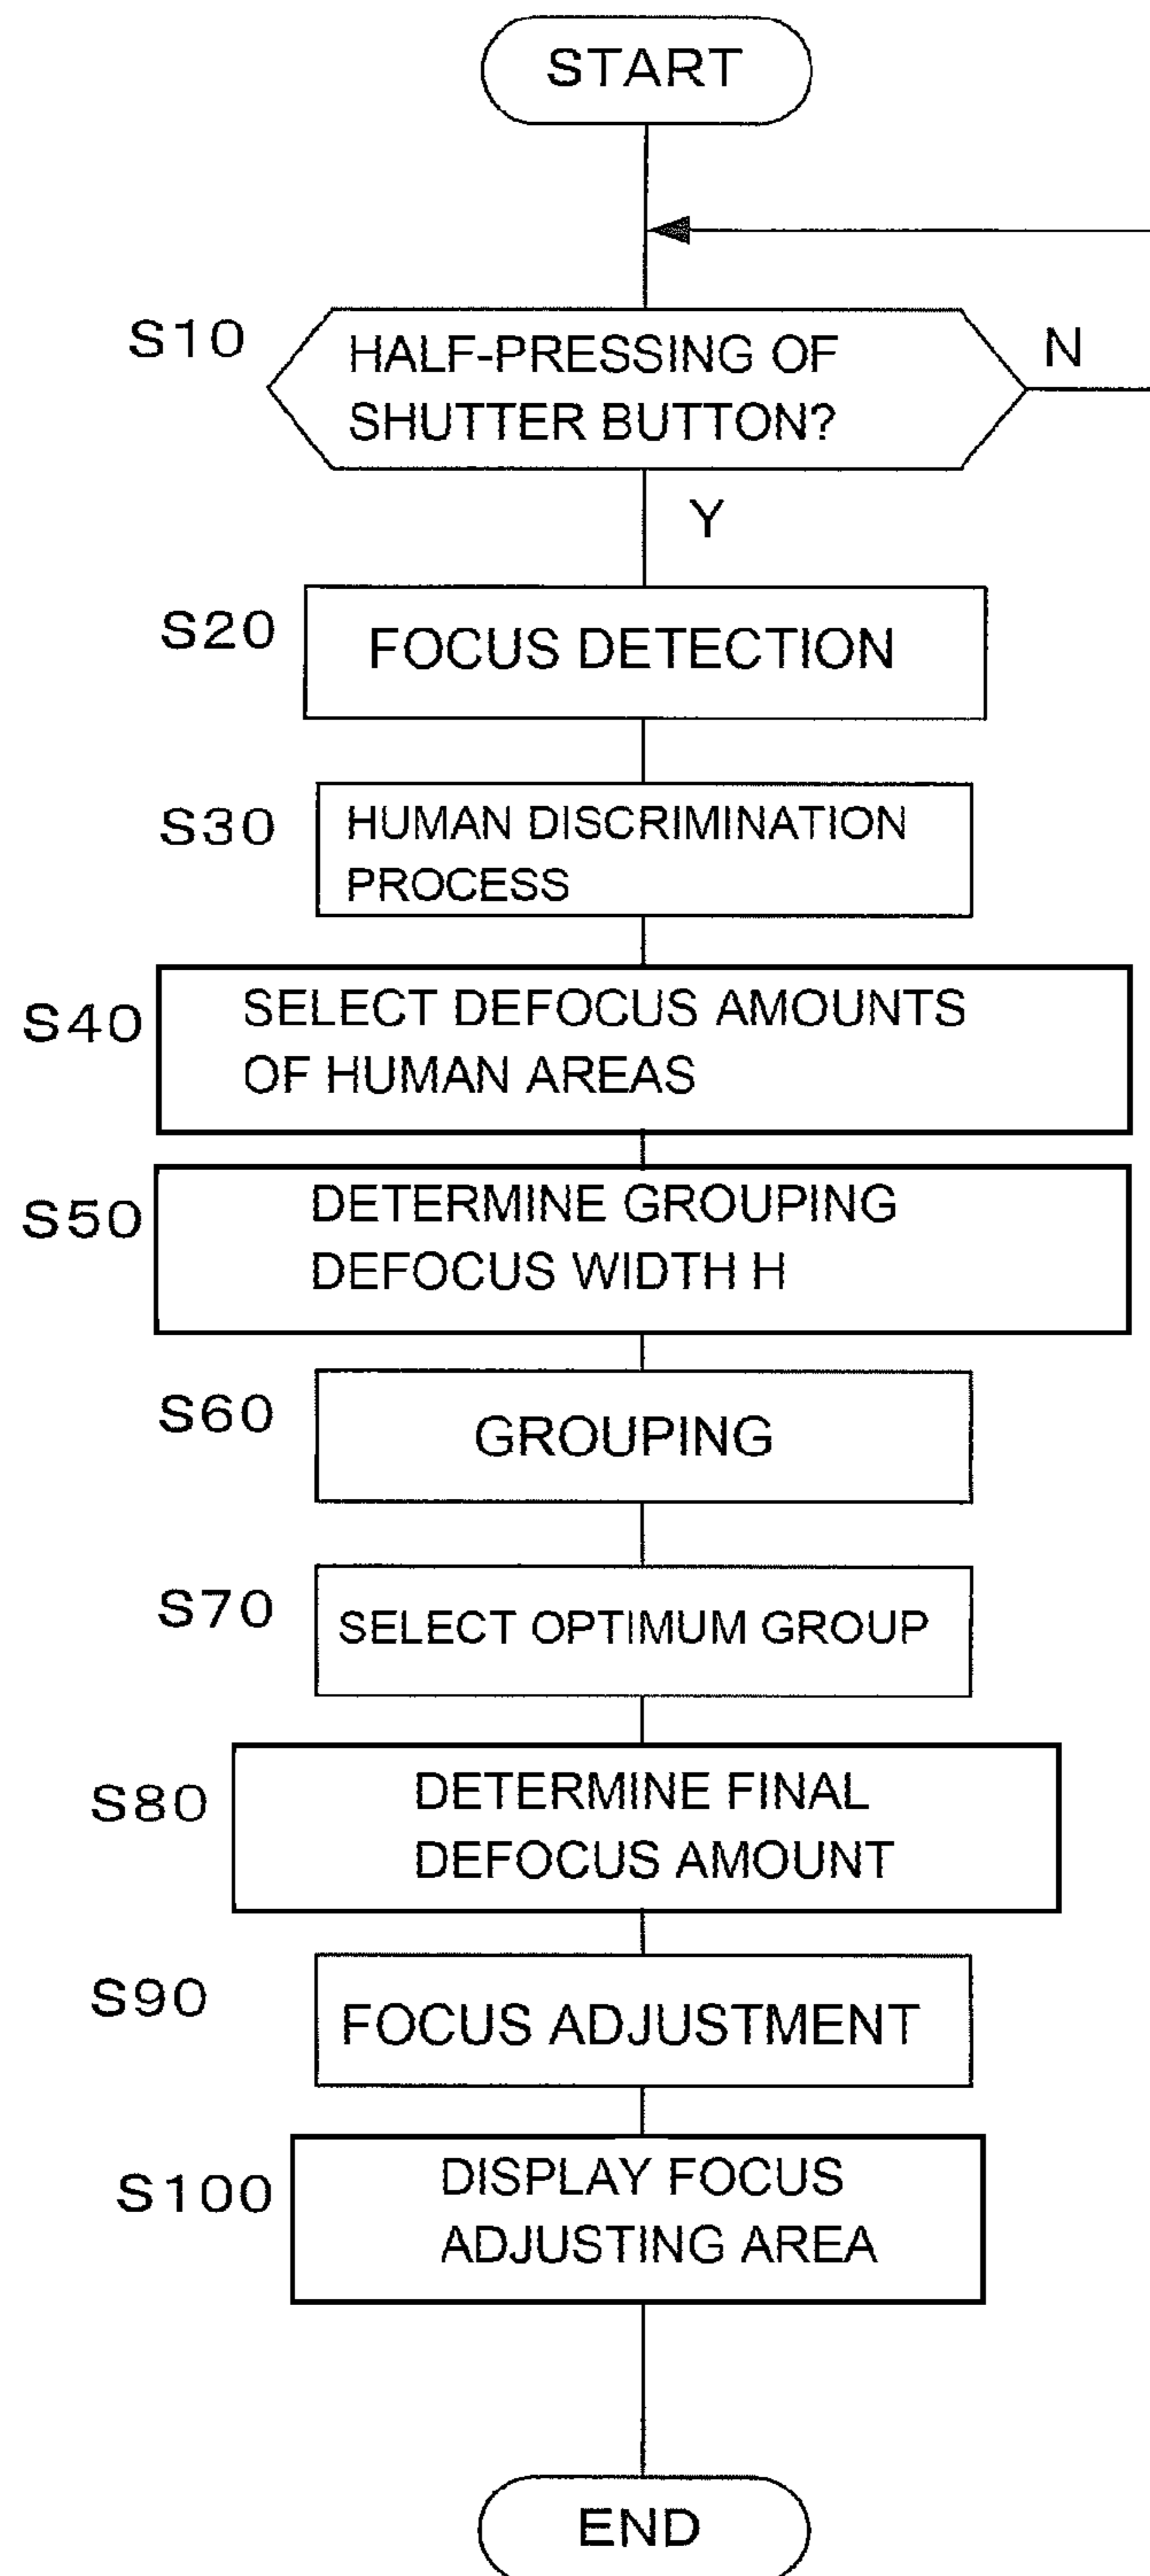 START
S10
HALF-PRESSING OF
SHUTTER BUTTON?
N
Y
S20
FOCUS DETECTION
S30
HUMAN DISCRIMINATION
PROCESS
S40
SELECT DEFOCUS AMOUNTS
OF HUMAN AREAS
S50
DETERMINE GROUPING
DEFOCUS WIDTH H
S60
GROUPING
S70
SELECT OPTIMUM GROUP
S80
DETERMINE FINAL
DEFOCUS AMOUNT
S90
FOCUS ADJUSTMENT
S100
DISPLAY FOCUS
ADJUSTING AREA
END